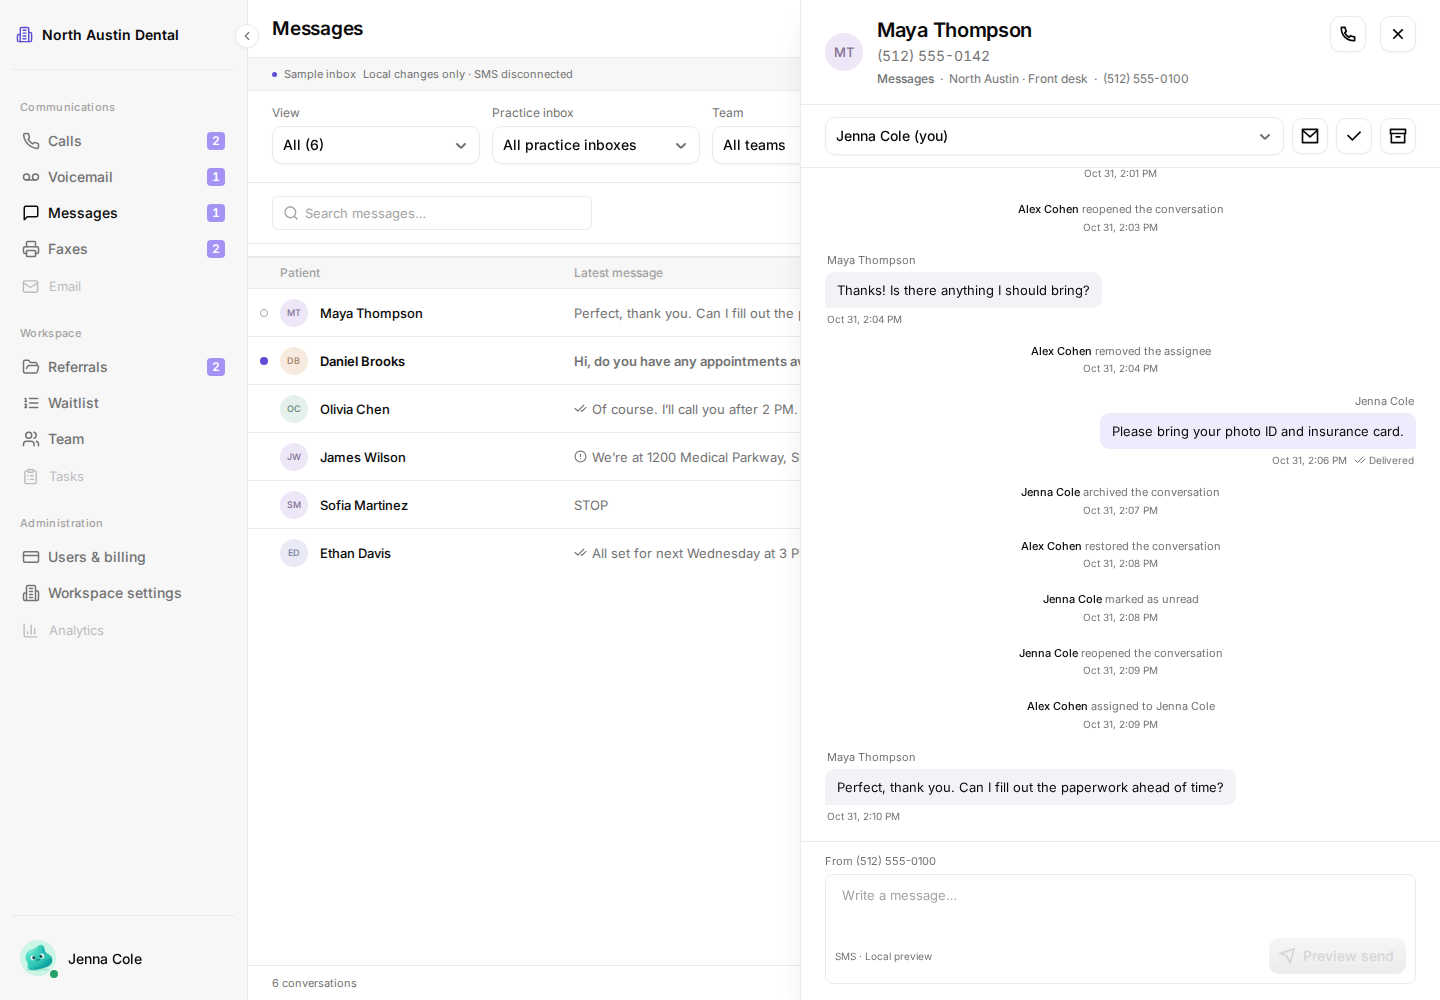 North Austin Dental
Communications
Calls 2
Voicemail 1
Messages 1
Faxes 2
Email
Workspace
Referrals 2
Waitlist
Team
Tasks
Administration
Users & billing
Workspace settings
Analytics
Jenna Cole
Messages
Sample inbox Local changes only · SMS disconnected
View Practice inbox Team
All (6) All practice inboxes All teams
Search messages...
Patient Latest message
MT Maya Thompson Perfect, thank you. Can I fill out the
DB Daniel Brooks Hi, do you have any appointments
OC Olivia Chen Of course. I'll call you after 2 PM.
JW James Wilson We're at 1200 Medical Parkway,
SM Sofia Martinez STOP
ED Ethan Davis All set for next Wednesday at 3
6 conversations
MT
Maya Thompson
(512) 555-0142
Messages · North Austin · Front desk · (512) 555-0100
Jenna Cole (you)
Oct 31, 2:01 PM
Alex Cohen reopened the conversation
Oct 31, 2:03 PM
Maya Thompson
Thanks! Is there anything I should bring?
Oct 31, 2:04 PM
Alex Cohen removed the assignee
Oct 31, 2:04 PM
Jenna Cole
Please bring your photo ID and insurance card.
Oct 31, 2:06 PM Delivered
Jenna Cole archived the conversation
Oct 31, 2:07 PM
Alex Cohen restored the conversation
Oct 31, 2:08 PM
Jenna Cole marked as unread
Oct 31, 2:08 PM
Jenna Cole reopened the conversation
Oct 31, 2:09 PM
Alex Cohen assigned to Jenna Cole
Oct 31, 2:09 PM
Maya Thompson
Perfect, thank you. Can I fill out the paperwork ahead of time?
Oct 31, 2:10 PM
From (512) 555-0100
Write a message...
SMS · Local preview
Preview send